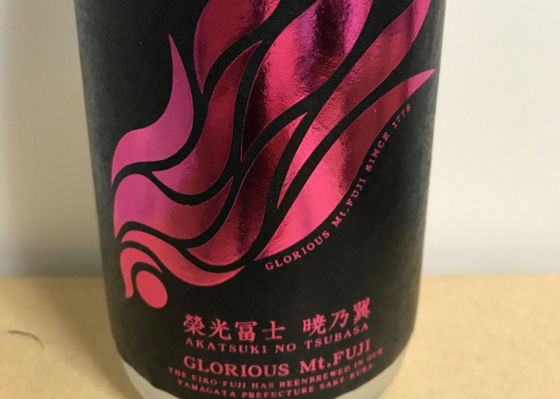 GLORIOUS Mt.FUJI SINCE 1778
榮光冨士 暁乃翼
AKATSUKI NO TSUBASA
GLORIOUS Mt.FUJI
THE EIKO-FUJI HAS BEENBREWED IN OUR
YAMAGATA PREFECTURE SAKE-KURA.